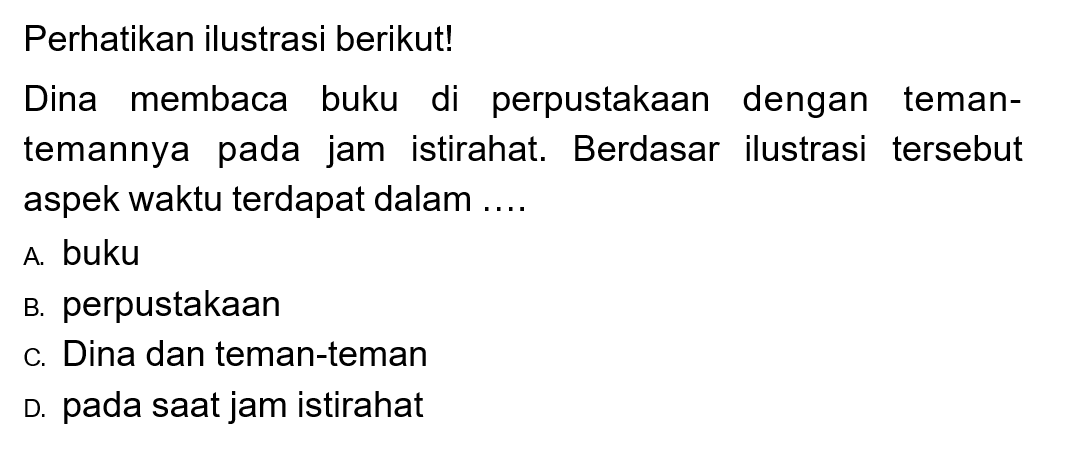 Perhatikan ilustrasi berikut!
Dina membaca buku di perpustakaan dengan teman-
temannya pada jam istirahat. Berdasar ilustrasi tersebut
aspek waktu terdapat dalam ....
A. buku
B. perpustakaan
C. Dina dan teman-teman
D. pada saat jam istirahat